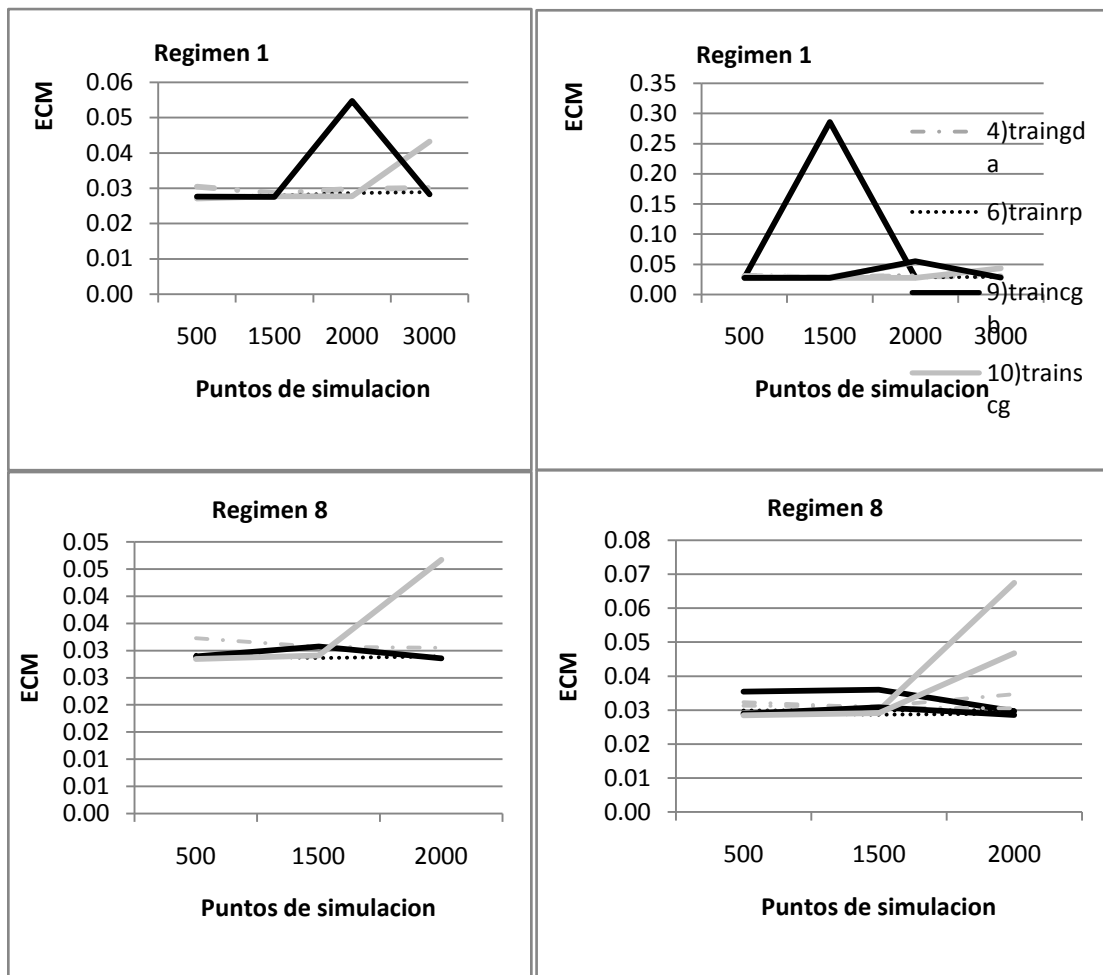 Regimen 1
ECM
0.06
0.05
0.04
0.03
0.02
0.01
0.00
500 1500 2000 3000
Puntos de simulacion
Regimen 1
ECM
0.35
0.30
0.25
0.20
0.15
0.10
0.05
0.00
500 1500 2000 3000
Puntos de simulacion
4)traingd
a
6)trainrp
9)traincg
b
10)trains
cg
Regimen 8
ECM
0.05
0.05
0.04
0.04
0.03
0.03
0.02
0.02
0.01
0.01
0.00
500 1500 2000
Puntos de simulacion
Regimen 8
ECM
0.08
0.07
0.06
0.05
0.04
0.03
0.02
0.01
0.00
500 1500 2000
Puntos de simulacion